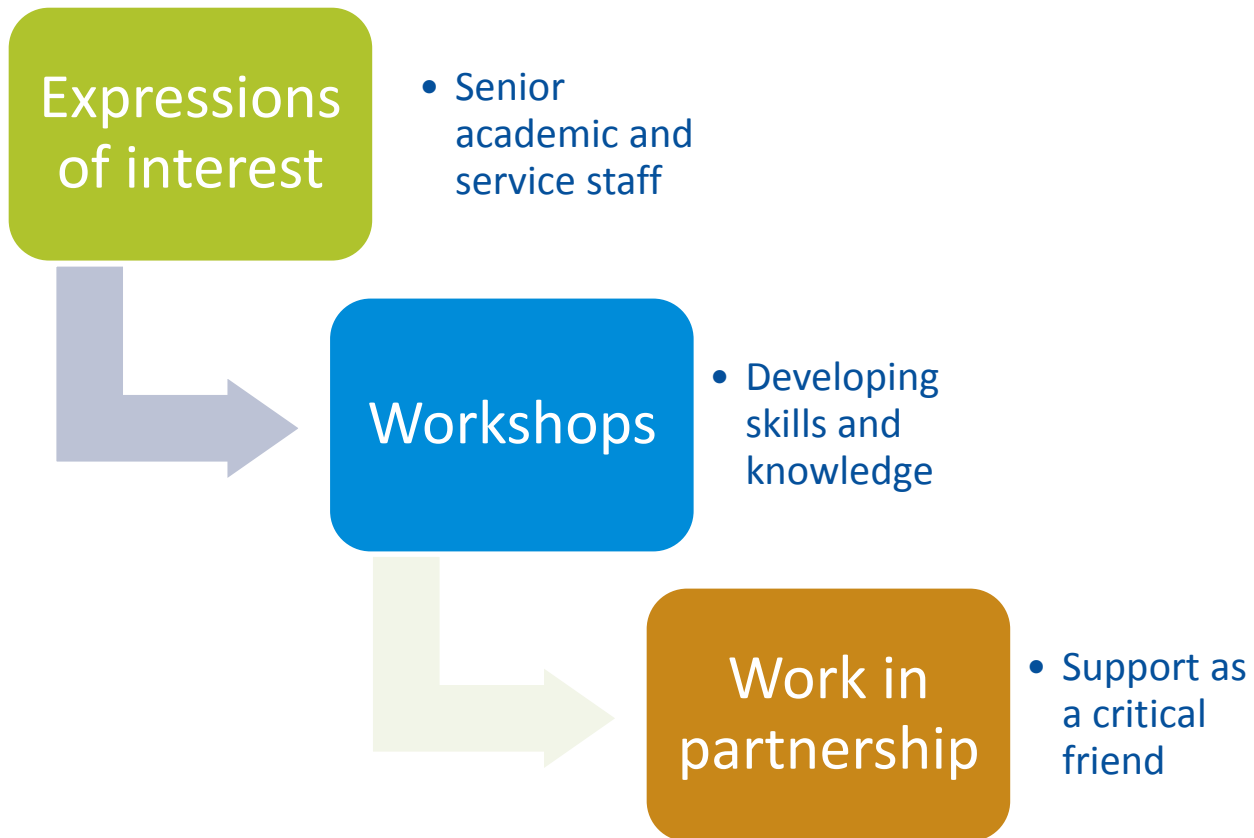 Expressions
of interest
• Senior
academic and
service staff
Workshops
• Developing
skills and
knowledge
Work in
partnership
• Support as
a critical
friend